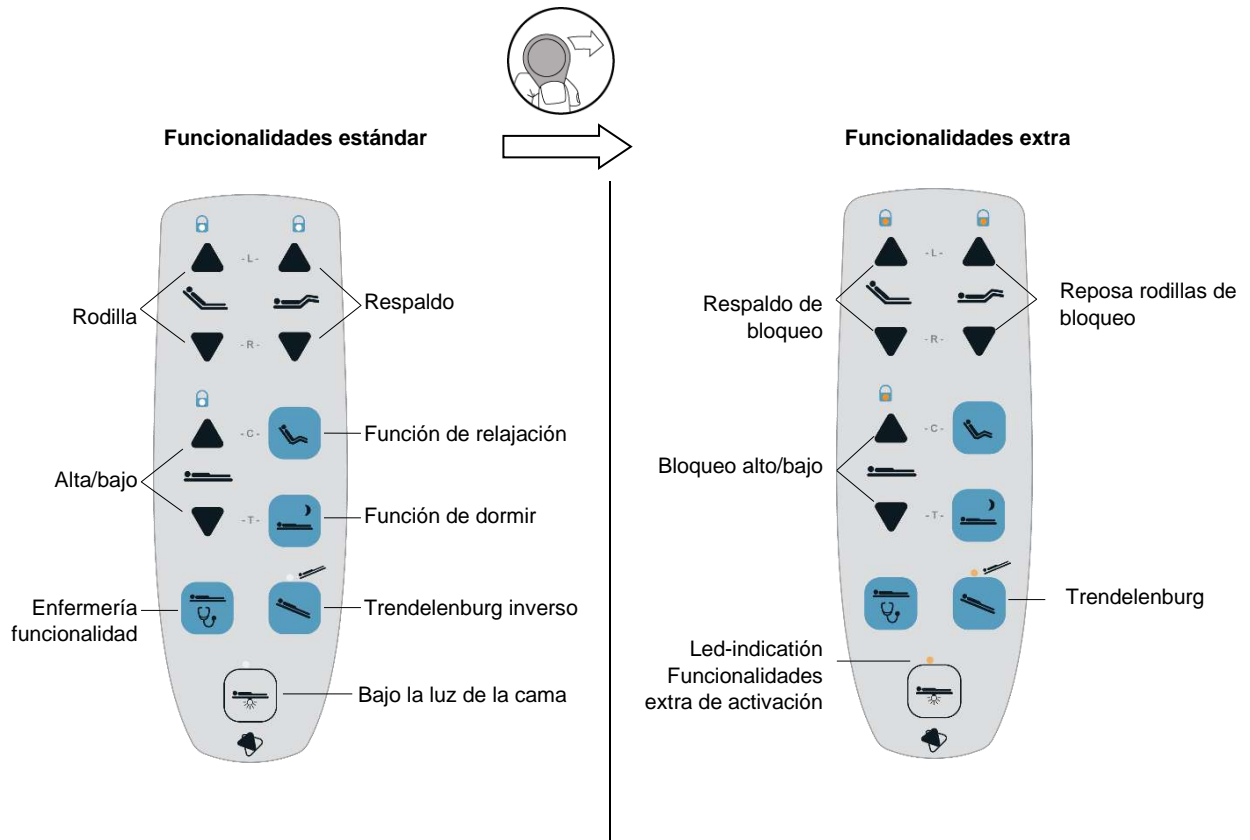 Funcionalidades estándar
Funcionalidades extra
- L -
Rodilla
Respaldo
- R -
- C -
Función de relajación
Alta/bajo
- T -
Función de dormir
Enfermería
funcionalidad
Trendelenburg inverso
Bajo la luz de la cama
- L -
Respaldo de
bloqueo
Reposa rodillas de
bloqueo
- R -
- C -
Bloqueo alto/bajo
- T -
Trendelenburg
Led-indicatión
Funcionalidades
extra de activación